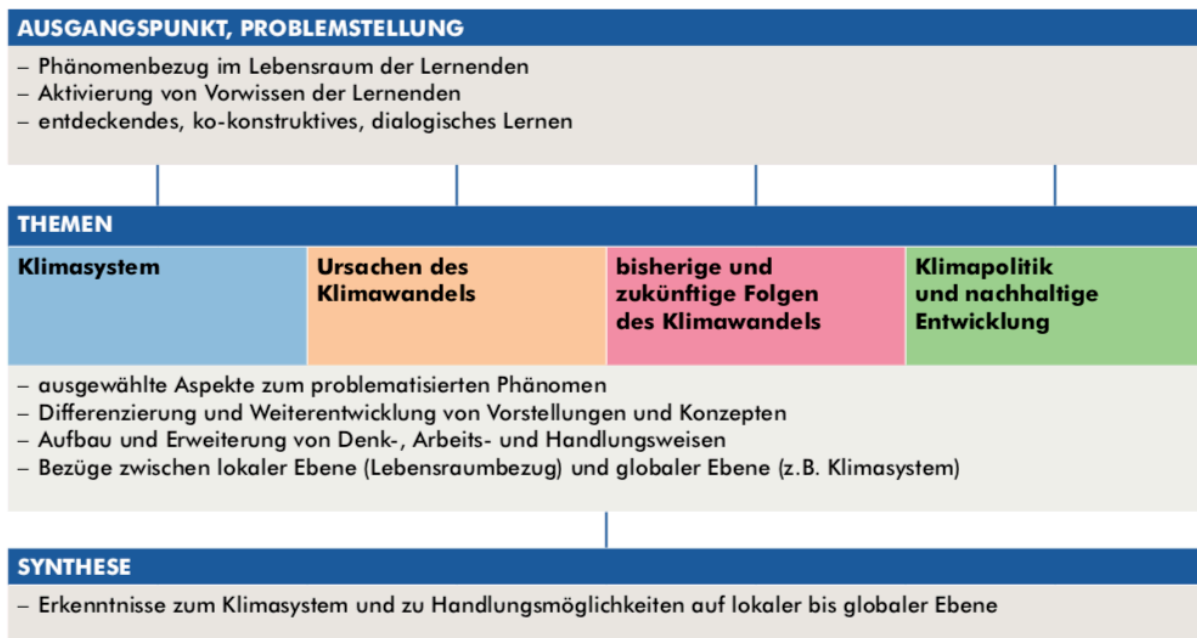 AUSGANGSPUNKT, PROBLEMSTELLUNG
– Phänomenbezug im Lebensraum der Lernenden
– Aktivierung von Vorwissen der Lernenden
– entdeckendes, ko-konstruktives, dialogisches Lernen
THEMEN
Klimasystem
Ursachen des
Klimawandels
bisherige und
zukünftige Folgen
des Klimawandels
Klimapolitik
und nachhaltige
Entwicklung
– ausgewählte Aspekte zum problematisierten Phänomen
– Differenzierung und Weiterentwicklung von Vorstellungen und Konzepten
– Aufbau und Erweiterung von Denk-, Arbeits- und Handlungsweisen
– Bezüge zwischen lokaler Ebene (Lebensraumbezug) und globaler Ebene (z.B. Klimasystem)
SYNTHESE
– Erkenntnisse zum Klimasystem und zu Handlungsmöglichkeiten auf lokaler bis globaler Ebene